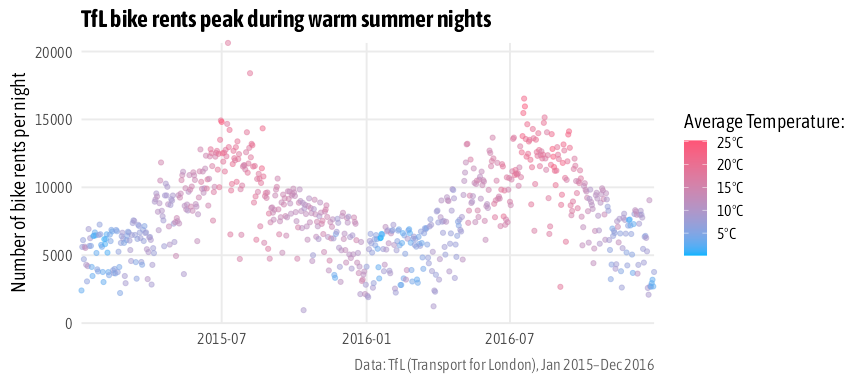 TfL bike rents peak during warm summer nights
Number of bike rents per night
20000
15000
10000
5000
0
2015-07
2016-01
2016-07
Average Temperature:
25°C
20°C
15°C
10°C
5°C
Data: TfL (Transport for London), Jan 2015–Dec 2016